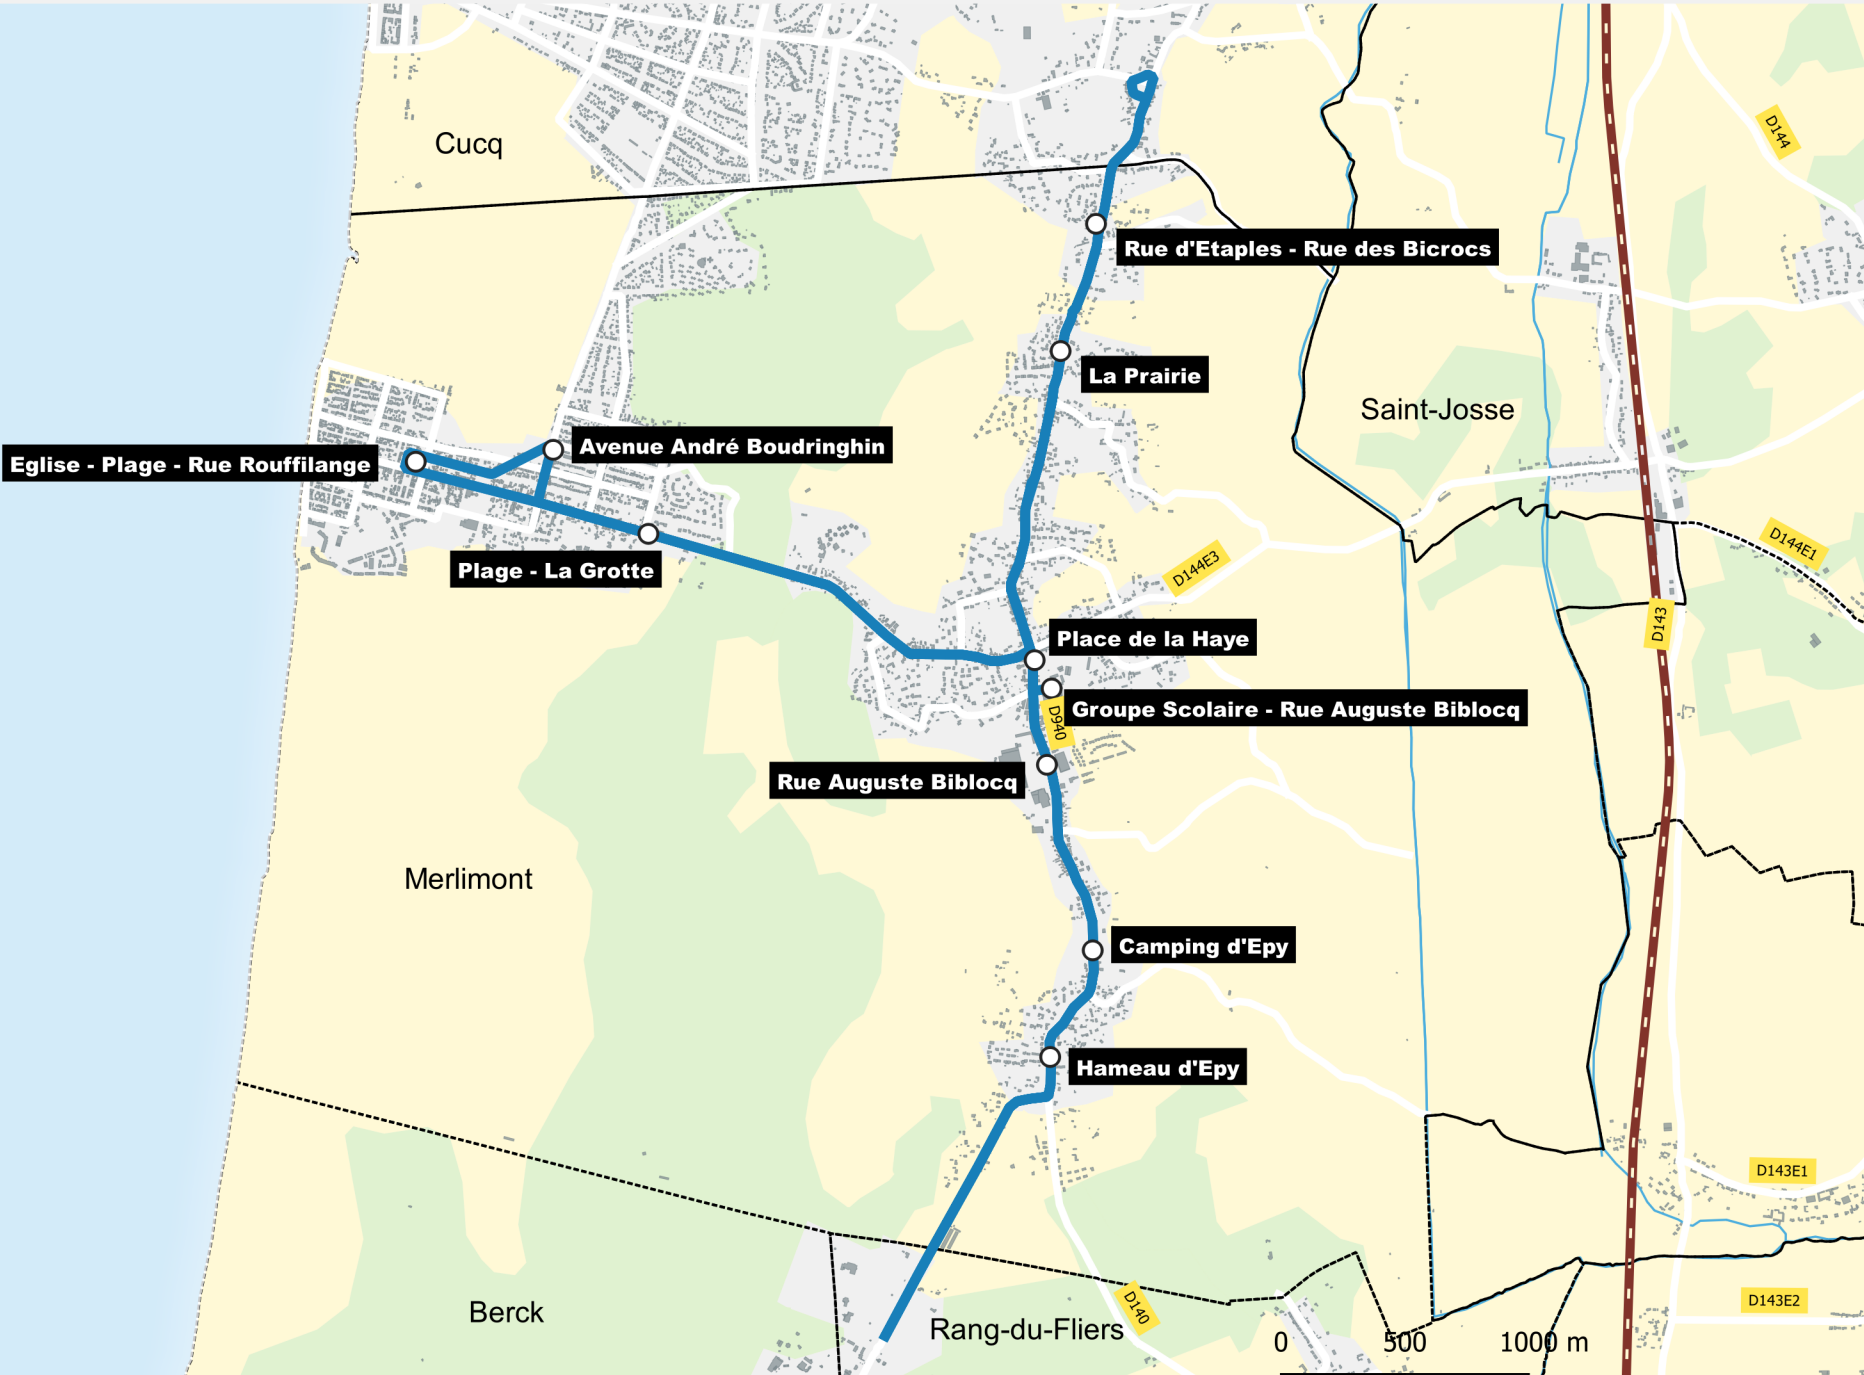 Cucq
D144
Rue d'Etaples - Rue des Bicrocs
La Prairie
Saint-Josse
Avenue André Boudringhin
Eglise - Plage - Rue Rouffilange
D144E1
Plage - La Grotte
D144E3
D143
Place de la Haye
Groupe Scolaire - Rue Auguste Biblocq
D940
Rue Auguste Biblocq
Merlimont
Camping d'Epy
Hameau d'Epy
D143E1
D143E2
Berck
D140
Rang-du-Fliers
0 500 1000 m